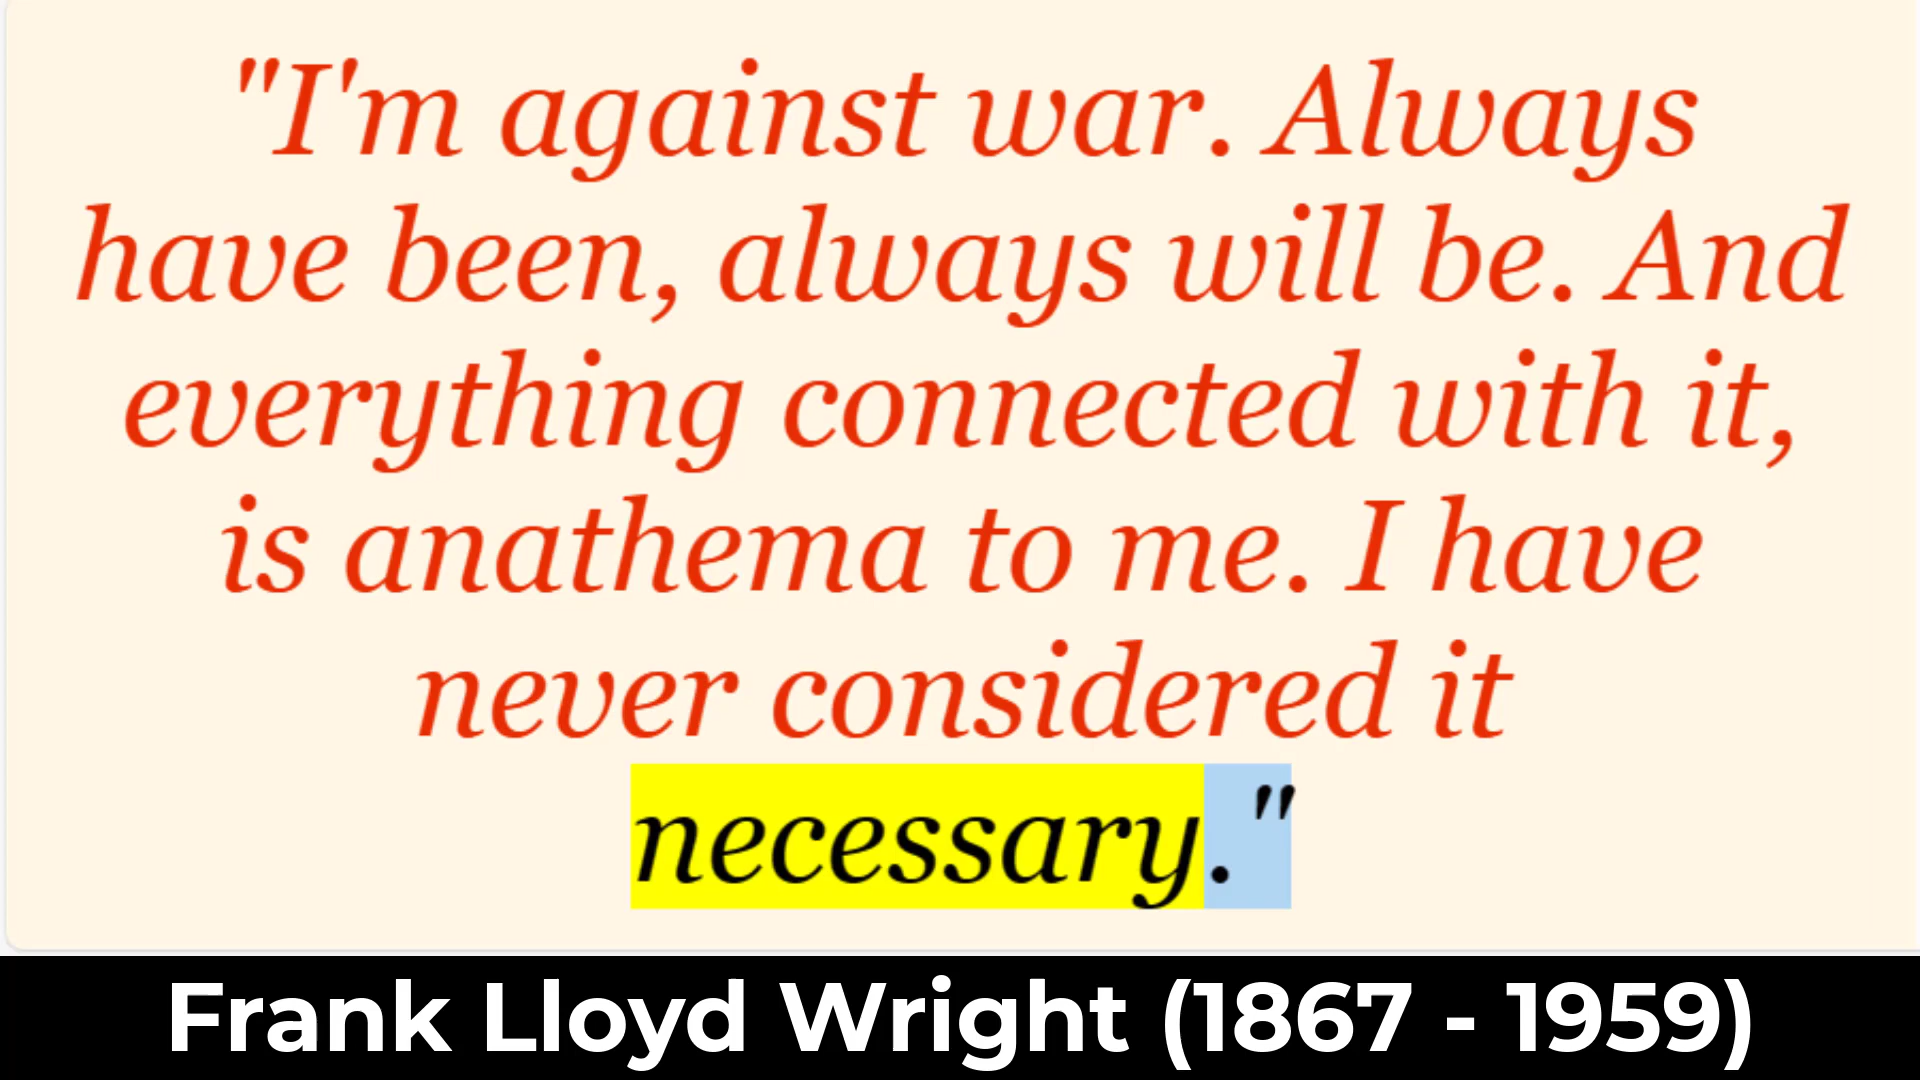 "I'm against war. Always
have been, always will be. And
everything connected with it,
is anathema to me. I have
never considered it
necessary."
Frank Lloyd Wright (1867 - 1959)